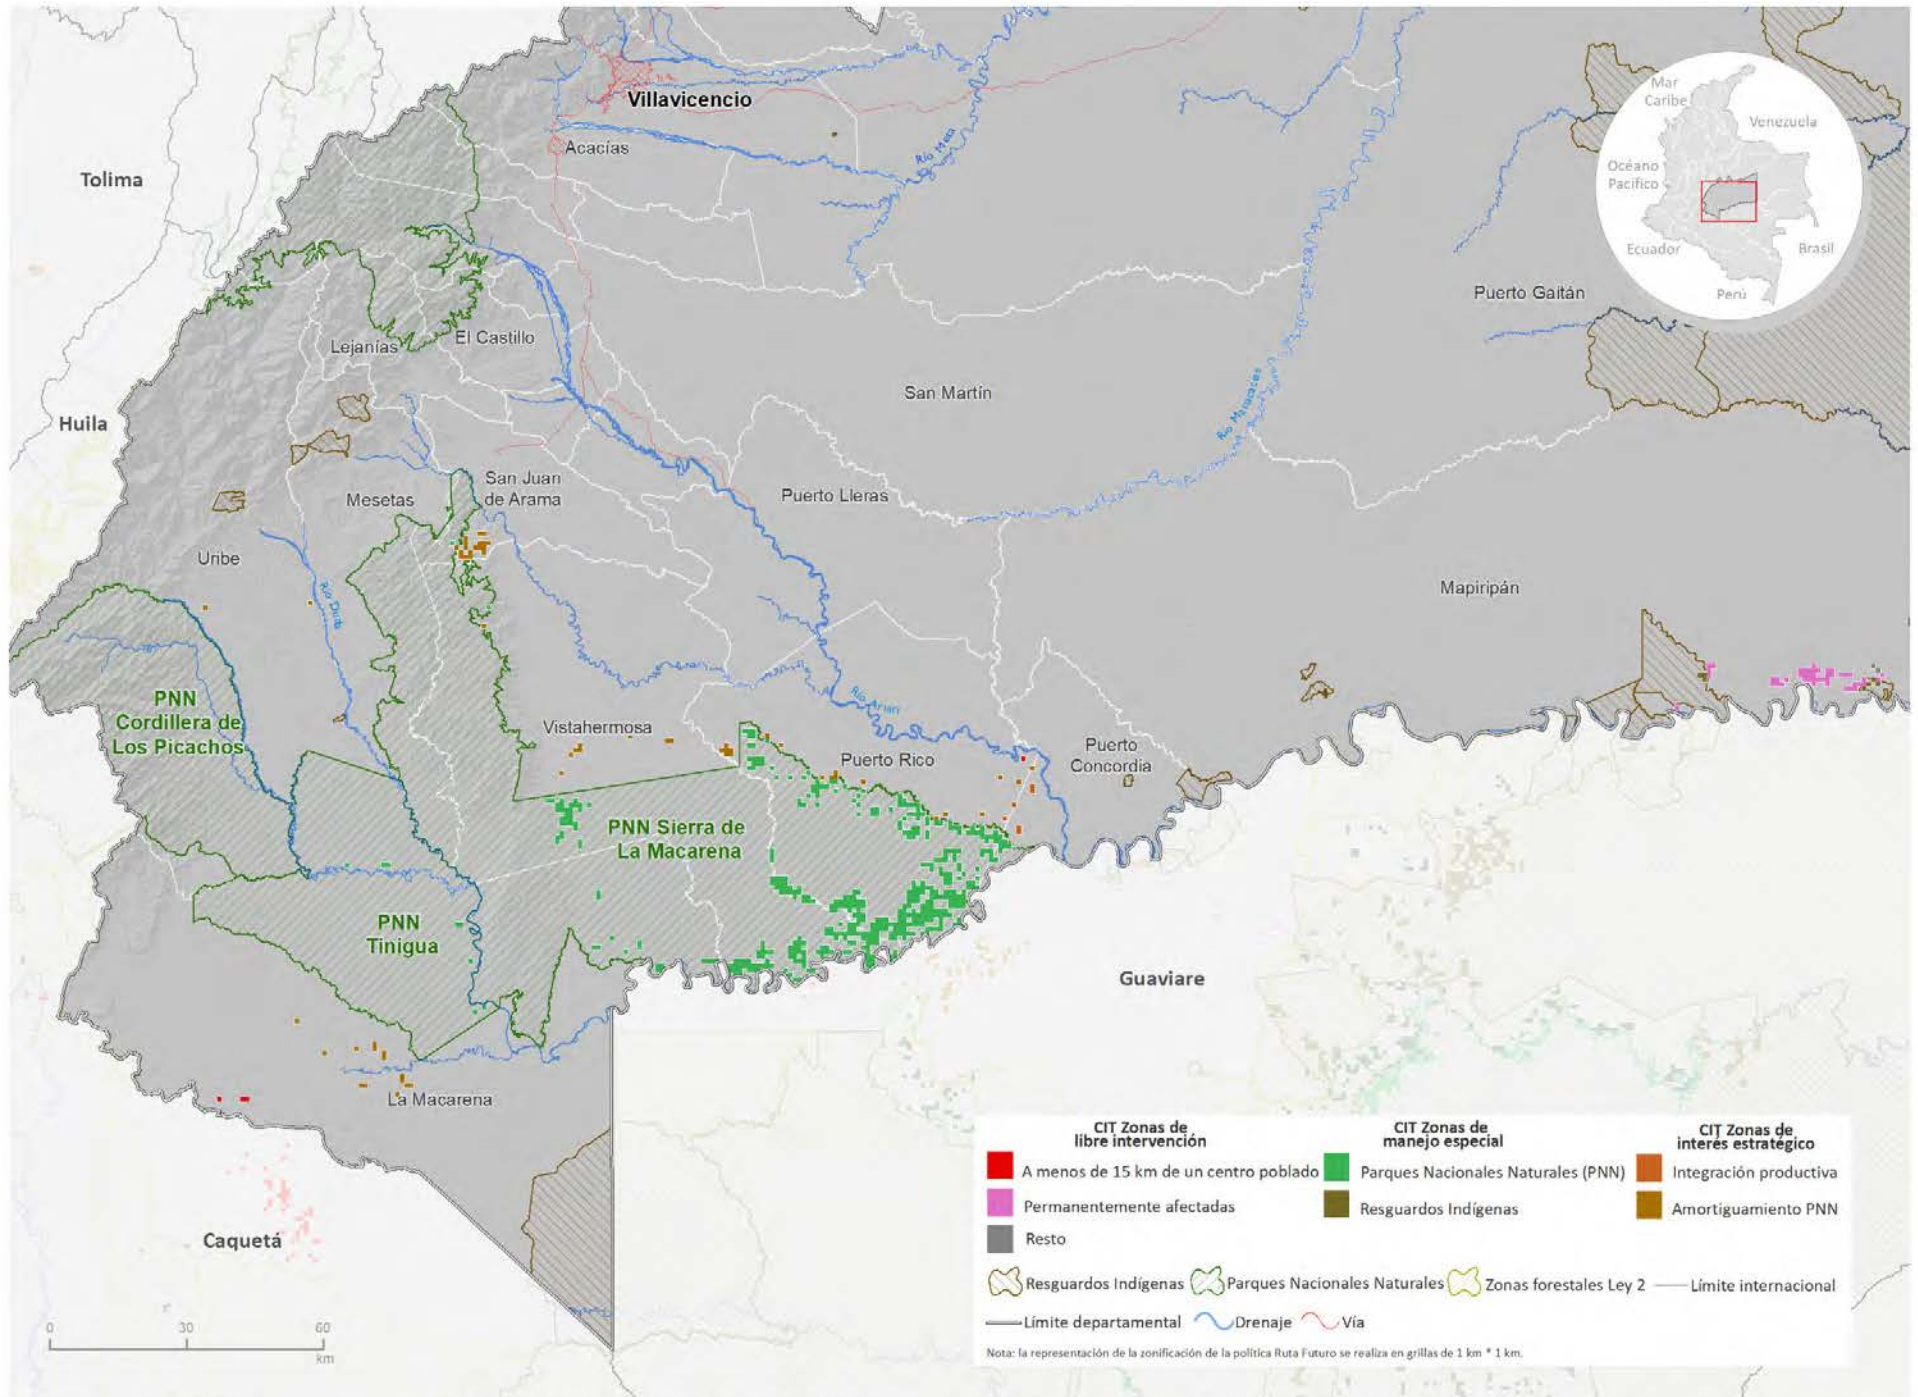 Villavicencio
Acacías
Río Meta
Mar
Caribe
Venezuela
Océano
Pacífico
Ecuador
Brasil
Perú
Tolima
Puerto Gaitán
El Castillo
Lejanías
San Martín
Huila
Río Manacacías
San Juan
de Arama
Mesetas
Puerto Lleras
Uribe
Mapiripán
Río Duda
PNN
Cordillera de
Los Picachos
Vistahermosa
Río Ariari
Puerto Rico
Puerto
Concordia
PNN Sierra de
La Macarena
PNN
Tinigua
Guaviare
La Macarena
Caquetá
0 30 60
km
CIT Zonas de
libre intervención
A menos de 15 km de un centro poblado
Permanentemente afectadas
Resto
CIT Zonas de
manejo especial
Parques Nacionales Naturales (PNN)
Resguardos Indígenas
CIT Zonas de
interés estratégico
Integración productiva
Amortiguamiento PNN
Resguardos Indígenas Parques Nacionales Naturales Zonas forestales Ley 2 Límite internacional
Límite departamental Drenaje Vía
Nota: la representación de la zonificación de la política Ruta Futuro se realiza en grillas de 1 km * 1 km.